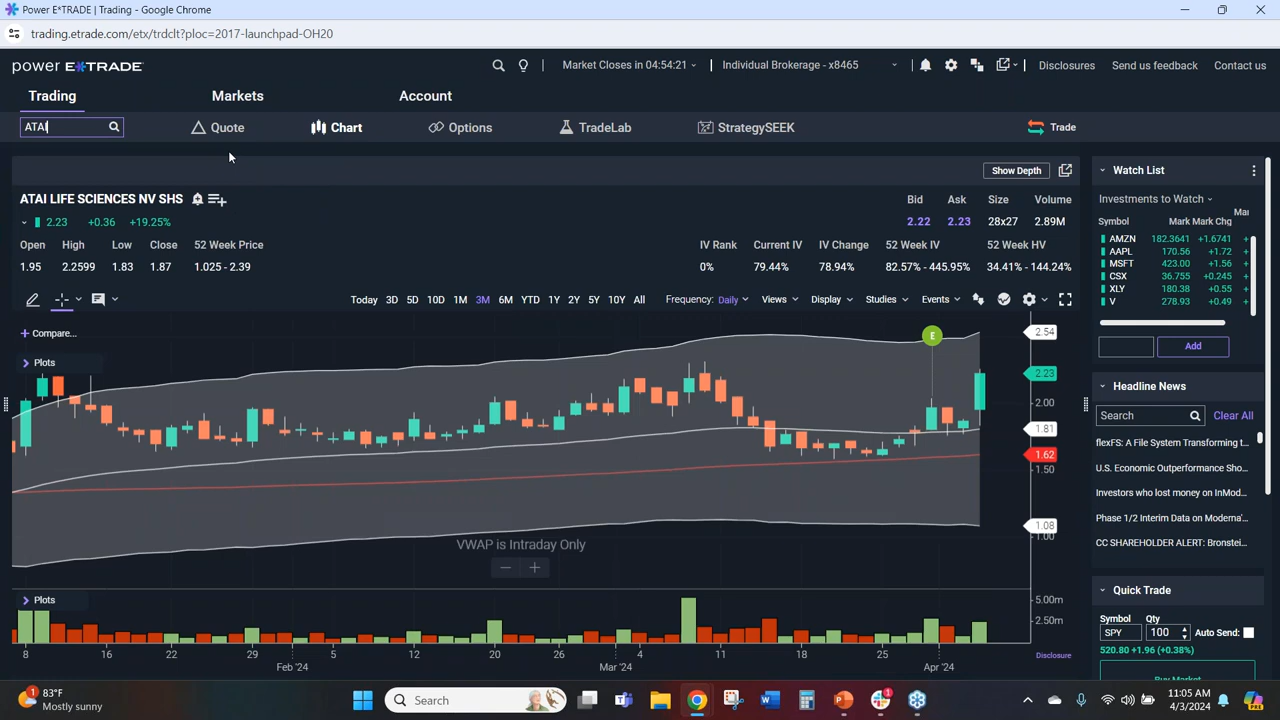 Power E*TRADE | Trading - Google Chrome
trading.etrade.com/etx/trdclt?ploc=2017-launchpad-OH20
power E*TRADE
Market Closes in 04:54:21
Individual Brokerage - x8465
Disclosures
Send us feedback
Contact us
Trading
Markets
Account
ATAI
Quote
Chart
Options
TradeLab
StrategySEEK
Trade
Show Depth
ATAI LIFE SCIENCES NV SHS
Bid Ask Size Volume
2.23 +0.36 +19.25%
2.22 2.23 28x27 2.89M
Open High Low Close 52 Week Price
IV Rank Current IV IV Change 52 Week IV 52 Week HV
1.95 2.2599 1.83 1.87 1.025 - 2.39
0% 79.44% 78.94% 82.57% - 445.95% 34.41% - 144.24%
Today 3D 5D 10D 1M 3M 6M YTD 1Y 2Y 5Y 10Y All Frequency: Daily Views Display Studies Events
+ Compare...
Plots
E
2.54
2.23
2.00
1.81
1.62
1.50
1.08
1.00
VWAP is Intraday Only
Plots
5.00m
2.50m
8 16 22 29 5 12 20 26 4 11 18 25
Feb '24 Mar '24 Apr '24
Disclosure
Watch List
Investments to Watch
Symbol Mark Mark Chg
AMZN 182.3641 +1.6741 +
AAPL 170.56 +1.72 +
MSFT 423.00 +1.56 +
CSX 36.755 +0.245 +
XLY 180.38 +0.55 +
V 278.93 +0.49 +
Add
Headline News
Search
Clear All
flexFS: A File System Transforming t...
U.S. Economic Outperformance Sho...
Investors who lost money on InMod...
Phase 1/2 Interim Data on Moderna'...
CC SHAREHOLDER ALERT: Bronstei...
Quick Trade
Symbol Qty
SPY 100 Auto Send:
520.80 +1.96 (+0.38%)
Buy Market
1
83°F
Mostly sunny
Search
1
11:05 AM
4/3/2024